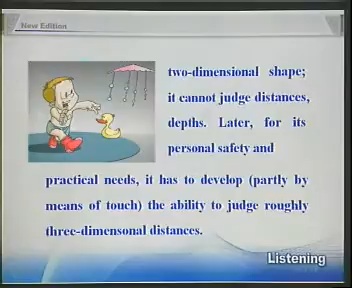 New Edition
two-dimensional shape;
it cannot judge distances,
depths. Later, for its
personal safety and
practical needs, it has to develop (partly by
means of touch) the ability to judge roughly
three-dimensonal distances.
Listening